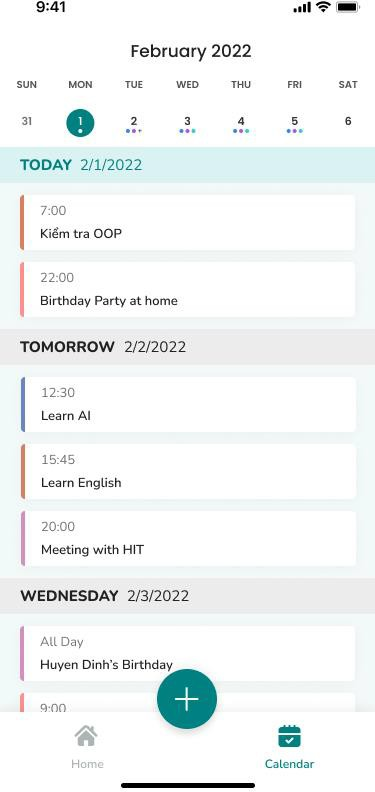 9:41
February 2022
SUN MON TUE WED THU FRI SAT
31 1 2 3 4 5 6
TODAY 2/1/2022
7:00
Kiểm tra OOP
22:00
Birthday Party at home
TOMORROW 2/2/2022
12:30
Learn AI
15:45
Learn English
20:00
Meeting with HIT
WEDNESDAY 2/3/2022
All Day
Huyen Dinh’s Birthday
9:00
Home Calendar